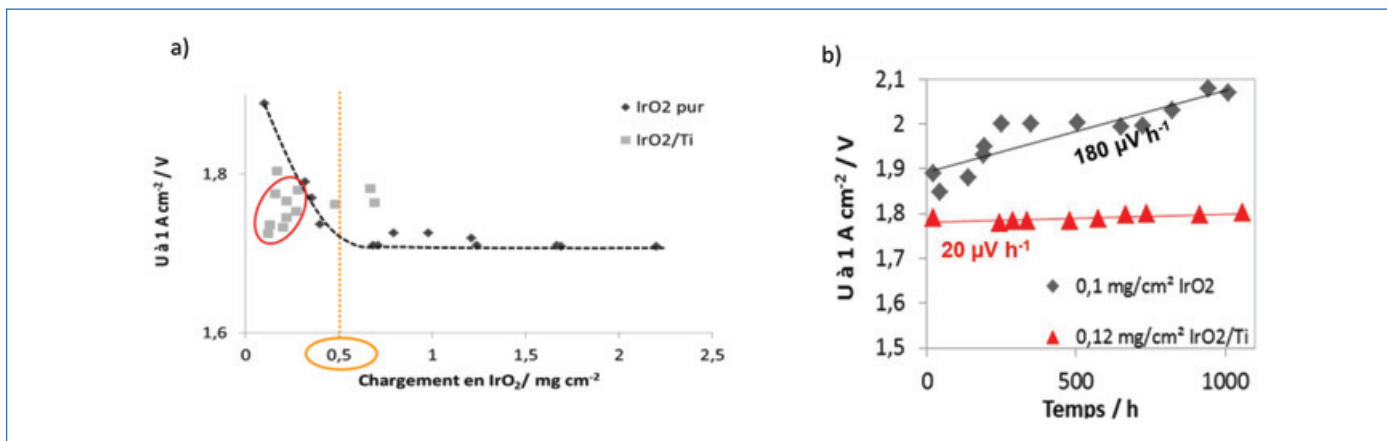 a)
U à 1 A cm-2 / V
1,8
1,6
0
0,5
1
1,5
2
2,5
Chargement en IrO2/ mg cm-2
IrO2 pur
IrO2/Ti
b)
U à 1 A cm-2 / V
2,1
2
1,9
1,8
1,7
1,6
1,5
0
500
1000
Temps / h
180 µV h-1
20 µV h-1
0,1 mg/cm² IrO2
0,12 mg/cm² IrO2/Ti